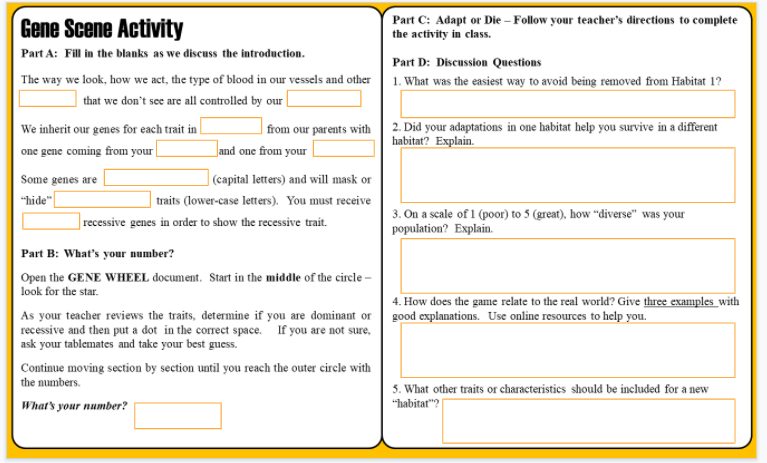 Gene Scene Activity
Part A: Fill in the blanks as we discuss the introduction.
The way we look, how we act, the type of blood in our vessels and other
that we don't see are all controlled by our
We inherit our genes for each trait in from our parents with
one gene coming from your and one from your
Some genes are (capital letters) and will mask or
"hide" traits (lower-case letters). You must receive
recessive genes in order to show the recessive trait.
Part B: What's your number?
Open the GENE WHEEL document. Start in the middle of the circle –
look for the star.
As your teacher reviews the traits, determine if you are dominant or
recessive and then put a dot in the correct space. If you are not sure,
ask your tablemates and take your best guess.
Continue moving section by section until you reach the outer circle with
the numbers.
What's your number?
Part C: Adapt or Die – Follow your teacher's directions to complete
the activity in class.
Part D: Discussion Questions
1. What was the easiest way to avoid being removed from Habitat 1?
2. Did your adaptations in one habitat help you survive in a different
habitat? Explain.
3. On a scale of 1 (poor) to 5 (great), how "diverse" was your
population? Explain.
4. How does the game relate to the real world? Give three examples with
good explanations. Use online resources to help you.
5. What other traits or characteristics should be included for a new
"habitat"?